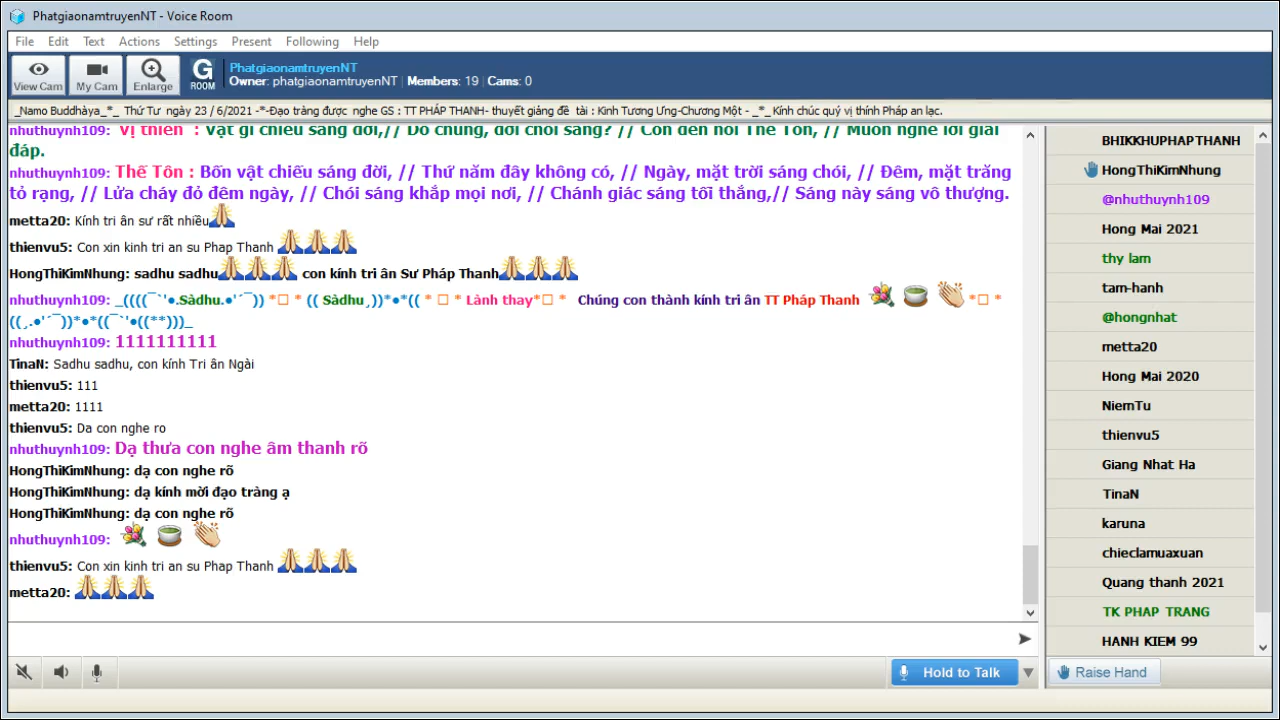 PhatgiaonamtruyenNT - Voice Room
File Edit Text Actions Settings Present Following Help
View Cam My Cam Enlarge G ROOM
PhatgiaonamtruyenNT
Owner: phatgiaonamtruyenNT | Members: 19 | Cams: 0
_Namo Buddhàya_*_ Thứ Tư ngày 23 / 6/2021 -*-Đạo tràng được nghe GS : TT PHÁP THANH- thuyết giảng đề tài : Kinh Tương Ưng-Chương Một - _*_ Kính chúc quý vị thính Pháp an lạc.
nhuthuynh109: Vị thiên : Vật gì chiếu sáng đời,// Do chúng, đời chói sáng? // Con đến hỏi Thế Tôn, // Muốn nghe lời giải
đáp.
nhuthuynh109: Thế Tôn : Bốn vật chiếu sáng đời, // Thứ năm đây không có, // Ngày, mặt trời sáng chói, // Đêm, mặt trăng
tỏ rạng, // Lửa cháy đỏ đêm ngày, // Chói sáng khắp mọi nơi, // Chánh giác sáng tối thắng,// Sáng này sáng vô thượng.
metta20: Kính tri ân sư rất nhiều
thienvu5: Con xin kinh tri an su Phap Thanh
HongThiKimNhung: sadhu sadhu con kính tri ân Sư Pháp Thanh
nhuthuynh109: _((((¯`'●.Sàdhu.●'´¯)) *□ * (( Sàdhu¸))*●*(( * □ * Lành thay*□ * Chúng con thành kính tri ân TT Pháp Thanh *□ *
((¸.●'´¯))*●*((¯`'●((**)))_
nhuthuynh109: 1111111111
TinaN: Sadhu sadhu, con kính Tri ân Ngài
thienvu5: 111
metta20: 1111
thienvu5: Da con nghe ro
nhuthuynh109: Dạ thưa con nghe âm thanh rõ
HongThiKimNhung: dạ con nghe rõ
HongThiKimNhung: dạ kính mời đạo tràng ạ
HongThiKimNhung: dạ con nghe rõ
nhuthuynh109:
thienvu5: Con xin kinh tri an su Phap Thanh
metta20:
Hold to Talk
BHIKKHUPHAPTHANH
HongThiKimNhung
@nhuthuynh109
Hong Mai 2021
thy lam
tam-hanh
@hongnhat
metta20
Hong Mai 2020
NiemTu
thienvu5
Giang Nhat Ha
TinaN
karuna
chieclamuaxuan
Quang thanh 2021
TK PHAP TRANG
HANH KIEM 99
Raise Hand